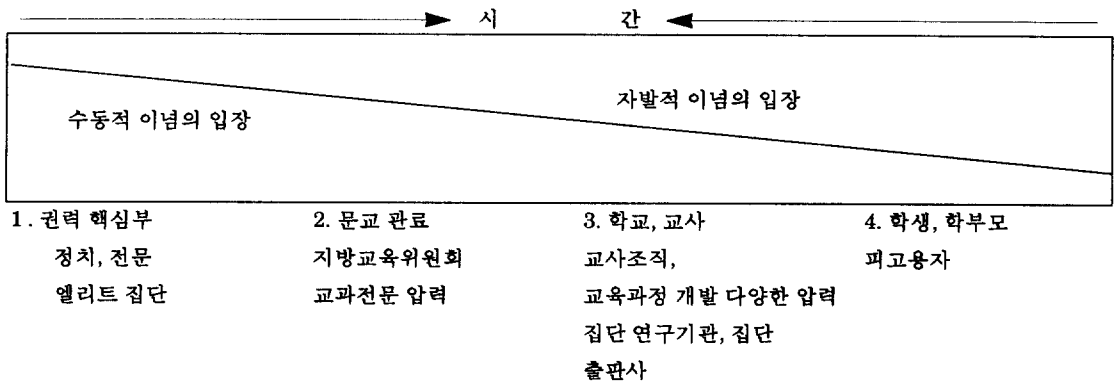 시 간
수동적 이념의 입장
자발적 이념의 입장
1. 권력 핵심부
정치, 전문
엘리트 집단
2. 문교 관료
지방교육위원회
교과전문 압력
3. 학교, 교사
교사조직,
교육과정 개발 다양한 압력
집단 연구기관, 집단
출판사
4. 학생, 학부모
피고용자